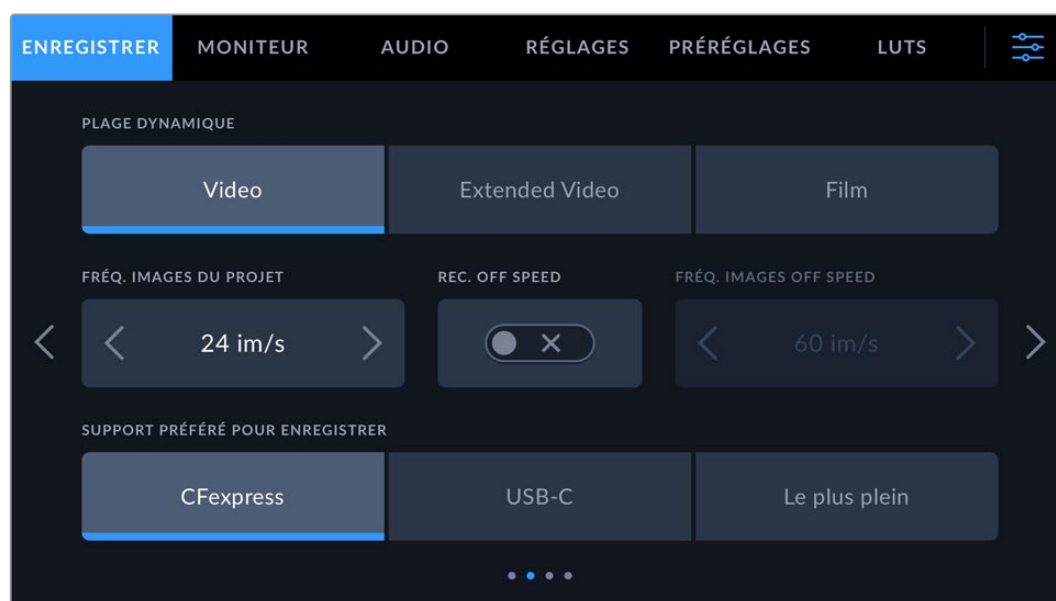 ENREGISTRER MONITEUR AUDIO RÉGLAGES PRÉRÉGLAGES LUTS
PLAGE DYNAMIQUE
Video Extended Video Film
FRÉQ. IMAGES DU PROJET REC. OFF SPEED FRÉQ. IMAGES OFF SPEED
24 im/s 60 im/s
SUPPORT PRÉFÉRÉ POUR ENREGISTRER
CFexpress USB-C Le plus plein